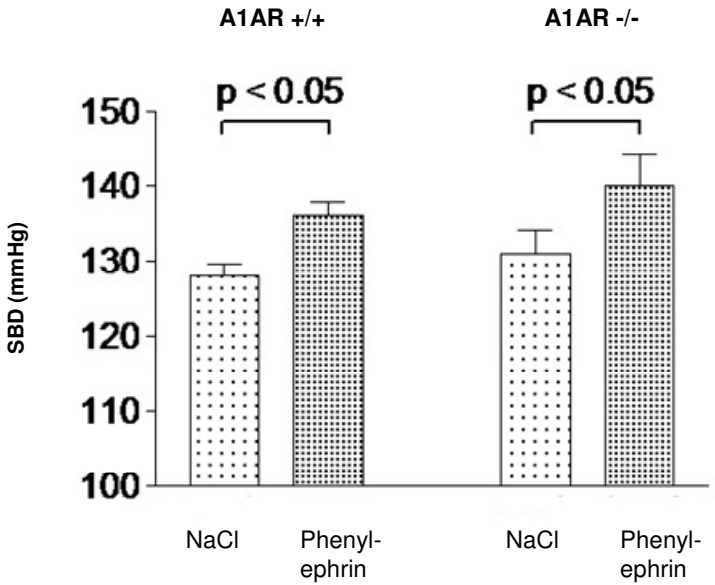 A1AR +/+ A1AR -/-
p < 0.05 p < 0.05
150
140
130
120
110
100
SBD (mmHg)
NaCl Phenyl- NaCl Phenyl-
ephrin ephrin